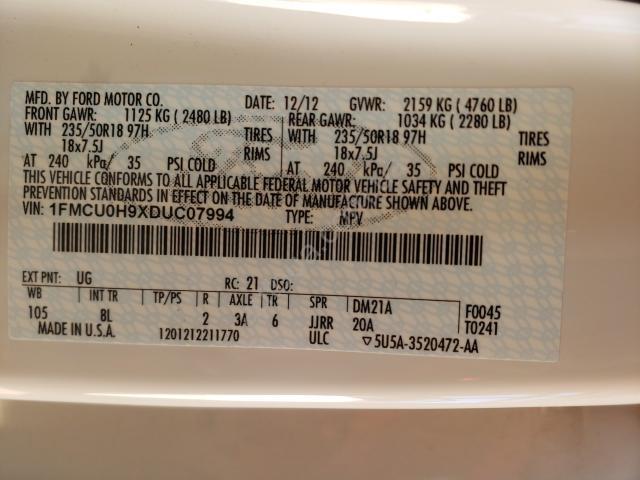 MFD. BY FORD MOTOR CO. DATE: 12/12 GVWR: 2159 KG ( 4760 LB)
FRONT GAWR: 1125 KG ( 2480 LB) REAR GAWR: 1034 KG ( 2280 LB)
WITH 235/50R18 97H TIRES WITH 235/50R18 97H TIRES
18x7.5J RIMS 18x7.5J RIMS
AT 240 kPa/ 35 PSI COLD AT 240 kPa/ 35 PSI COLD
THIS VEHICLE CONFORMS TO ALL APPLICABLE FEDERAL MOTOR VEHICLE SAFETY AND THEFT
PREVENTION STANDARDS IN EFFECT ON THE DATE OF MANUFACTURE SHOWN ABOVE.
VIN: 1FMCU0H9XDUC07994 TYPE: MPV
EXT PNT: UG RC: 21 DSO:
WB INT TR TP/PS R AXLE TR SPR DM21A F0045
105 8L 2 3A 6 JJRR 20A T0241
MADE IN U.S.A. 1201212211770 ULC ▽5U5A-3520472-AA